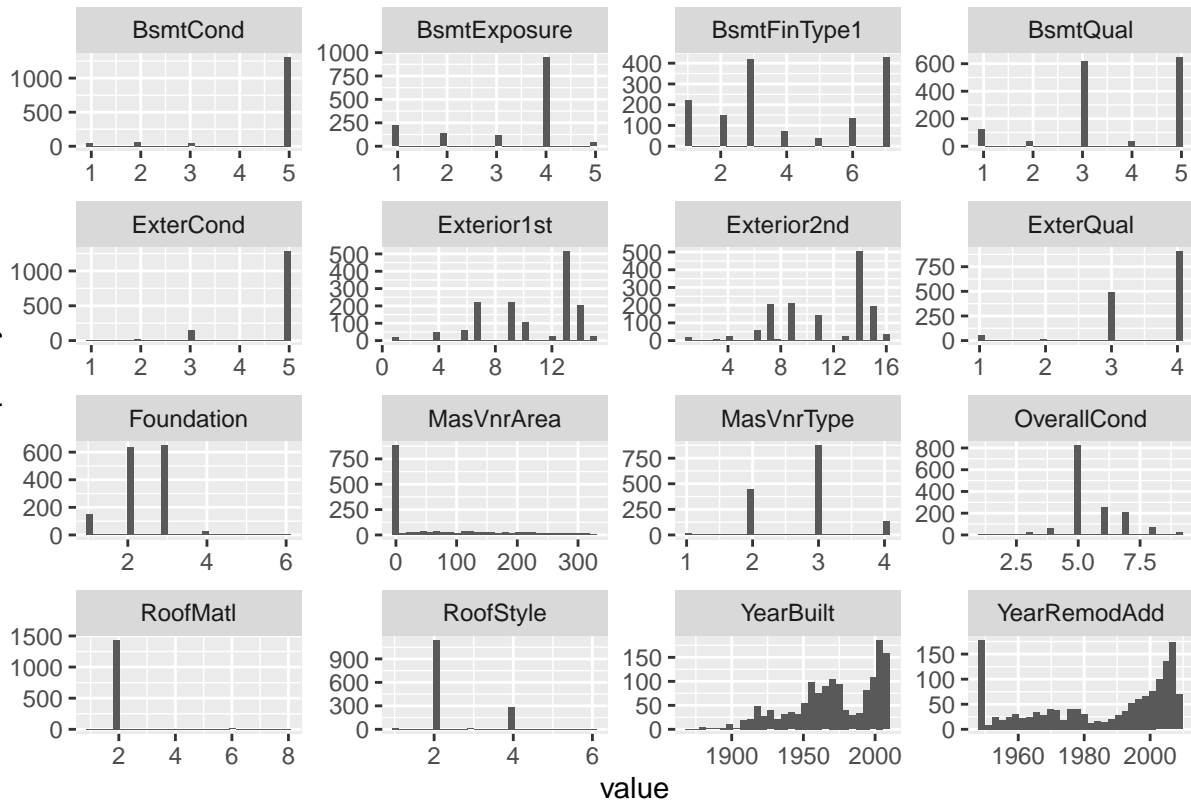 BsmtCond BsmtExposure BsmtFinType1 BsmtQual
1000 500 0
1 2 3 4 5
1000 750 500 250 0
1 2 3 4 5
400 300 200 100 0
2 4 6
600 400 200 0
1 2 3 4 5
ExterCond Exterior1st Exterior2nd ExterQual
1000 500 0
1 2 3 4 5
500 400 300 200 100 0
0 4 8 12
500 400 300 200 100 0
4 8 12 16
750 500 250 0
1 2 3 4
Foundation MasVnrArea MasVnrType OverallCond
600 400 200 0
2 4 6
750 500 250 0
0 100 200 300
750 500 250 0
1 2 3 4
800 600 400 200 0
2.5 5.0 7.5
RoofMatl RoofStyle YearBuilt YearRemodAdd
1500 1000 500 0
2 4 6 8
900 600 300 0
2 4 6
150 100 50 0
1900 1950 2000
150 100 50 0
1960 1980 2000
value